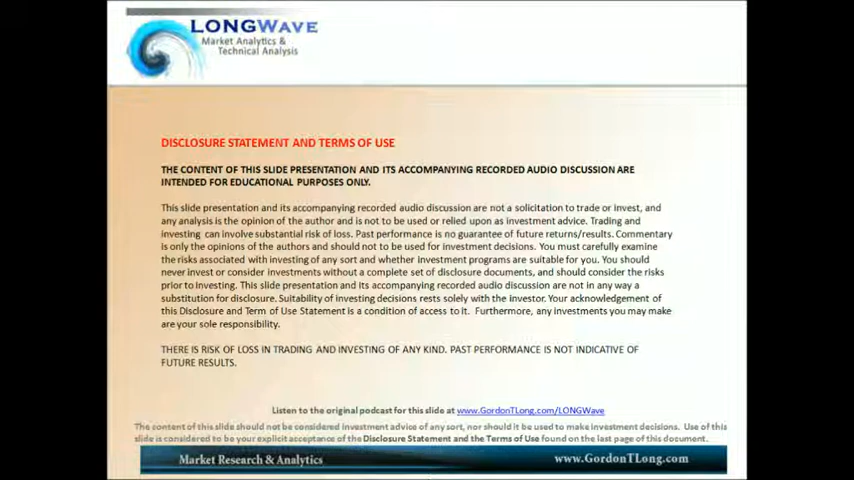 LONGWAVE
Market Analytics &
Technical Analysis
DISCLOSURE STATEMENT AND TERMS OF USE
THE CONTENT OF THIS SLIDE PRESENTATION AND ITS ACCOMPANYING RECORDED AUDIO DISCUSSION ARE
INTENDED FOR EDUCATIONAL PURPOSES ONLY.
This slide presentation and its accompanying recorded audio discussion are not a solicitation to trade or invest, and
any analysis is the opinion of the author and is not to be used or relied upon as investment advice. Trading and
investing can involve substantial risk of loss. Past performance is no guarantee of future returns/results. Commentary
is only the opinions of the authors and should not to be used for investment decisions. You must carefully examine
the risks associated with investing of any sort and whether investment programs are suitable for you. You should
never invest or consider investments without a complete set of disclosure documents, and should consider the risks
prior to investing. This slide presentation and its accompanying recorded audio discussion are not in any way a
substitution for disclosure. Suitability of investing decisions rests solely with the investor. Your acknowledgement of
this Disclosure and Term of Use Statement is a condition of access to it. Furthermore, any investments you may make
are your sole responsibility.
THERE IS RISK OF LOSS IN TRADING AND INVESTING OF ANY KIND. PAST PERFORMANCE IS NOT INDICATIVE OF
FUTURE RESULTS.
Listen to the original podcast for this slide at www.GordonTLong.com/LONGWave
The content of this slide should not be considered investment advice of any sort, nor should it be used to make investment decisions. Use of this
slide is considered to be your explicit acceptance of the Disclosure Statement and the Terms of Use found on the last page of this document.
Market Research & Analytics
www.GordonTLong.com